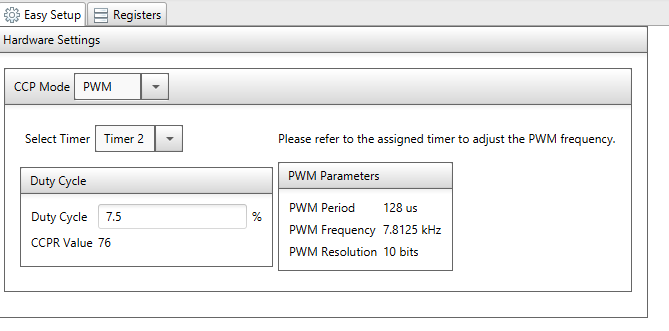 Easy Setup Registers
Hardware Settings
CCP Mode PWM
Select Timer Timer 2 Please refer to the assigned timer to adjust the PWM frequency.
Duty Cycle
Duty Cycle 7.5 %
CCPR Value 76
PWM Parameters
PWM Period 128 us
PWM Frequency 7.8125 kHz
PWM Resolution 10 bits